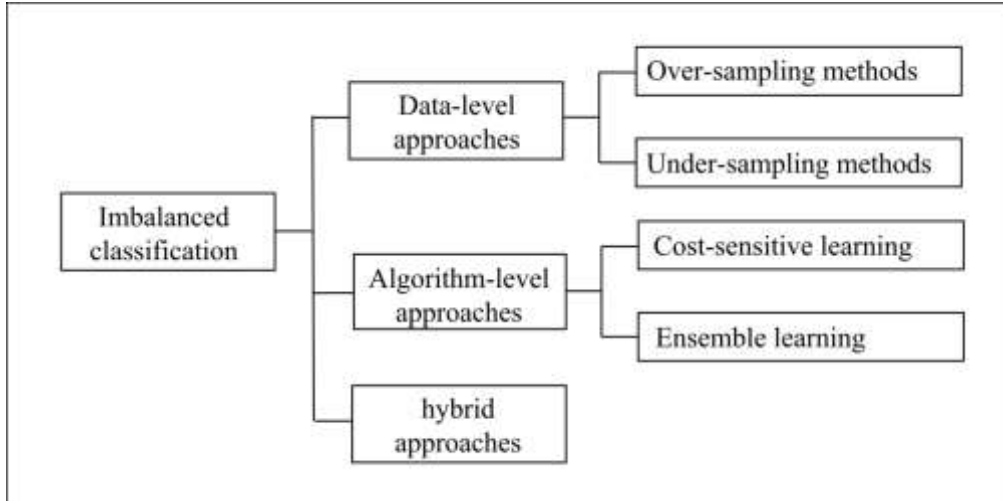 Over-sampling methods
Data-level
approaches
Under-sampling methods
Imbalanced
classification
Cost-sensitive learning
Algorithm-level
approaches
Ensemble learning
hybrid
approaches